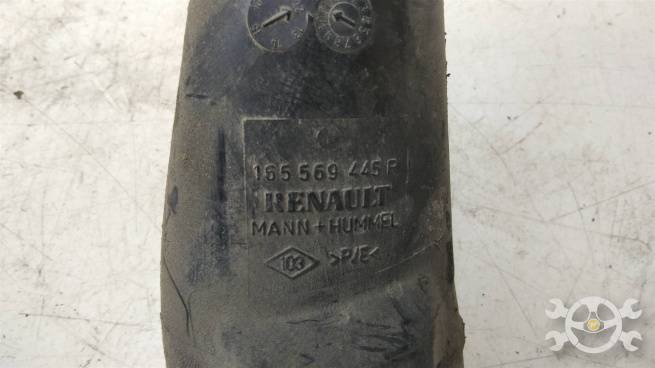 165 569 445 R
RENAULT
MANN+HUMMEL
103 >P/E<